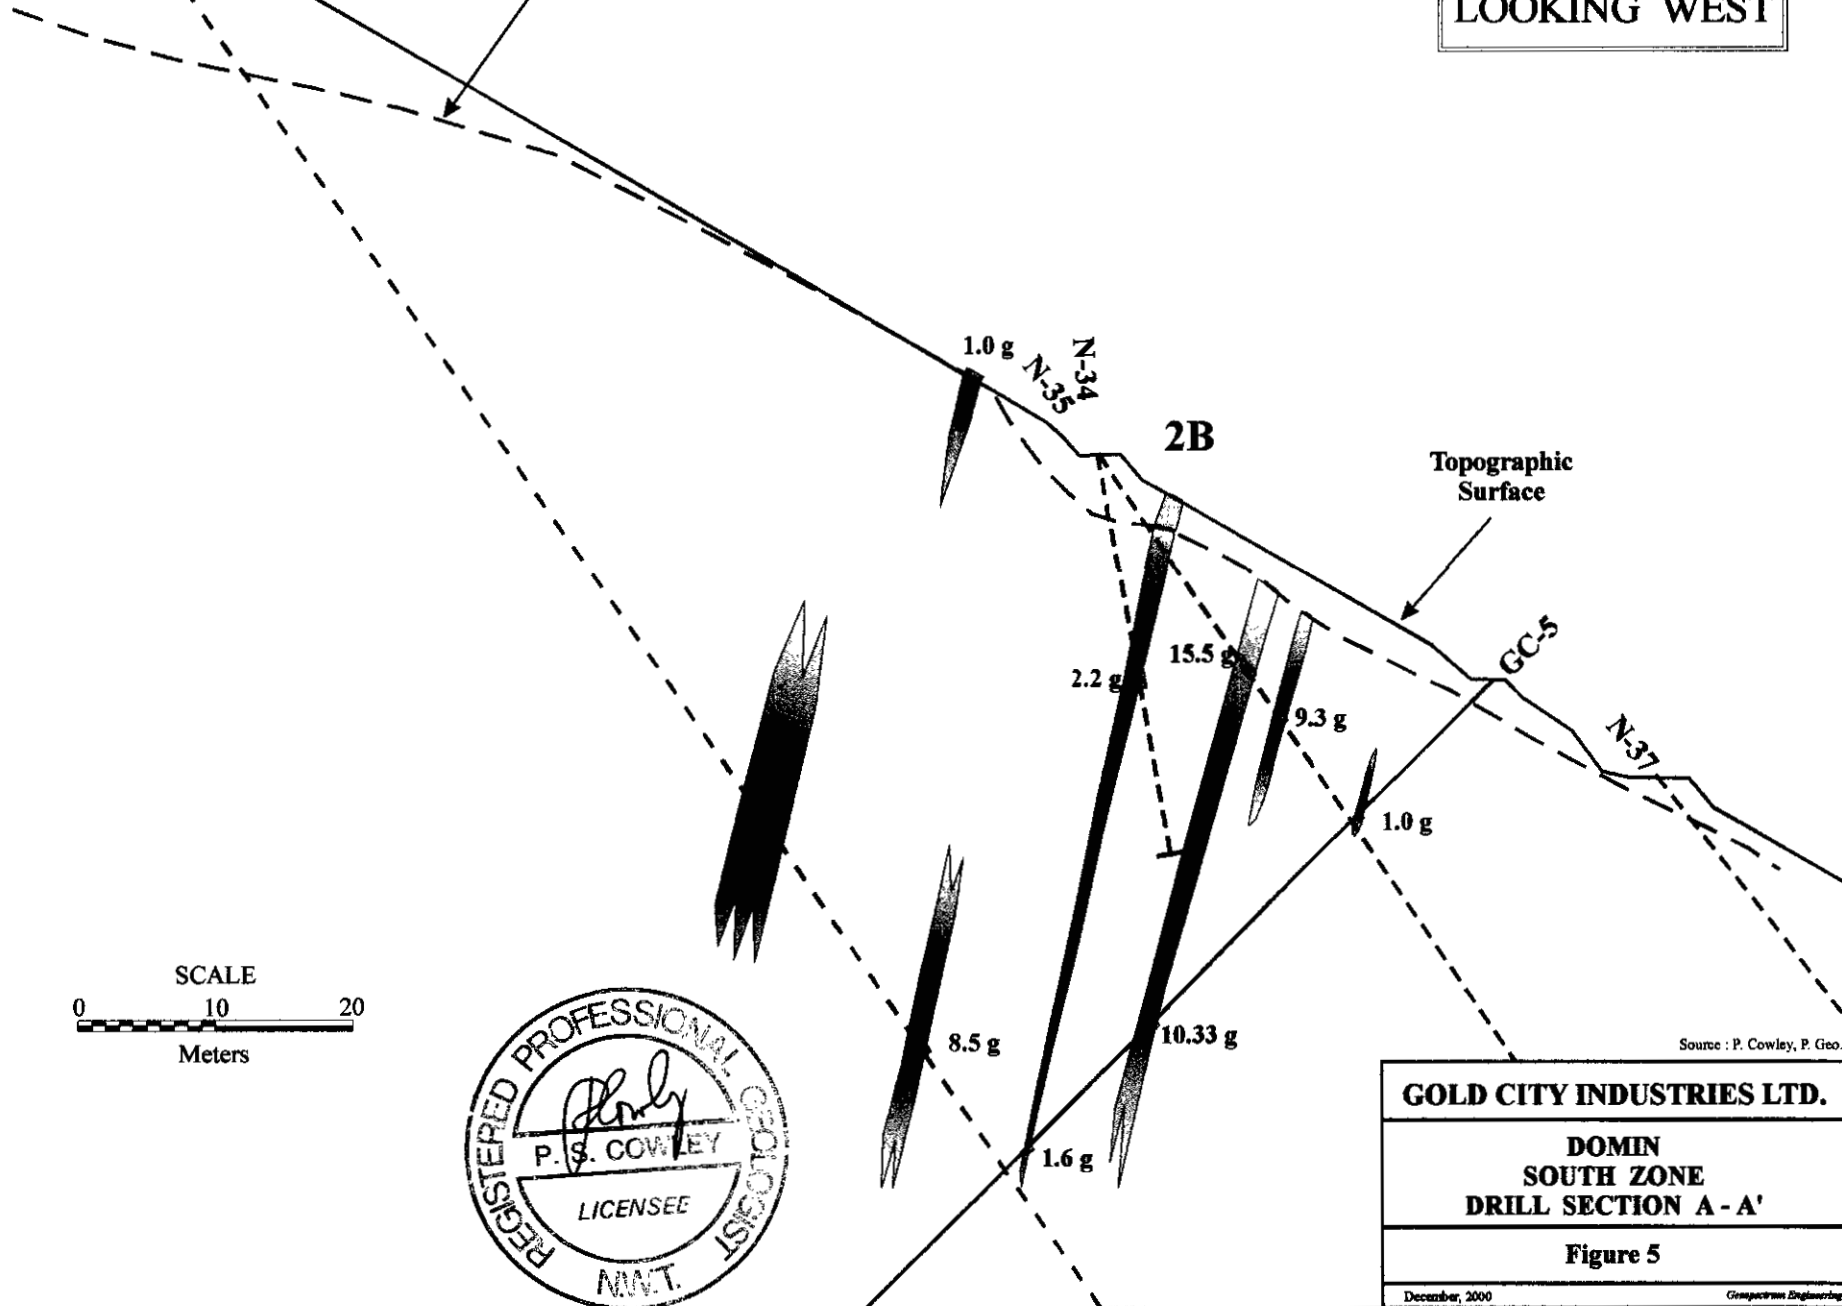 LOOKING WEST
1.0 g
N-35
N-34
2B
Topographic
Surface
GC-5
N-37
15.5 g
2.2 g
9.3 g
1.0 g
8.5 g
10.33 g
1.6 g
SCALE
0 10 20
Meters
REGISTERED PROFESSIONAL GEOLOGIST
P. S. COWLEY
LICENSEE
N.W.T.
Source : P. Cowley, P. Geo.
GOLD CITY INDUSTRIES LTD.
DOMIN
SOUTH ZONE
DRILL SECTION A - A'
Figure 5
December, 2000
Geospectrum Engineering